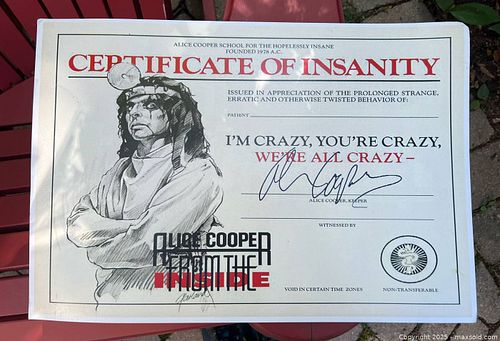 ALICE COOPER SCHOOL FOR THE HOPELESSLY INSANE
FOUNDED 1978 A.C.
CERTIFICATE OF INSANITY
ISSUED IN APPRECIATION OF THE PROLONGED STRANGE,
ERRATIC AND OTHERWISE TWISTED BEHAVIOR OF:
PATIENT
I'M CRAZY, YOU'RE CRAZY,
WE'RE ALL CRAZY –
Alice Cooper
ALICE COOPER, KEEPER
WITNESSED BY
ALICE COOPER
FROM THE
INSIDE
VOID IN CERTAIN TIME ZONES
NON-TRANSFERABLE
Copyright 2025 - maxsold.com